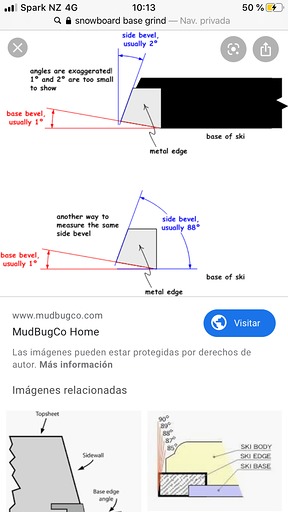 Spark NZ 4G 10:13 50 %
snowboard base grind — Nav. privada
side bevel,
usually 2°
angles are exaggerated!
1° and 2° are too small
to show
base bevel,
usually 1°
base of ski
metal edge
another way to
measure the same
side bevel
side bevel,
usually 88°
base bevel,
usually 1°
base of ski
metal edge
www.mudbugco.com
MudBugCo Home
Visitar
Las imágenes pueden estar protegidas por derechos de
autor. Más información
Imágenes relacionadas
Topsheet
Sidewall
Base edge
angle
90°
89°
88°
87°
85°
SKI BODY
SKI EDGE
SKI BASE